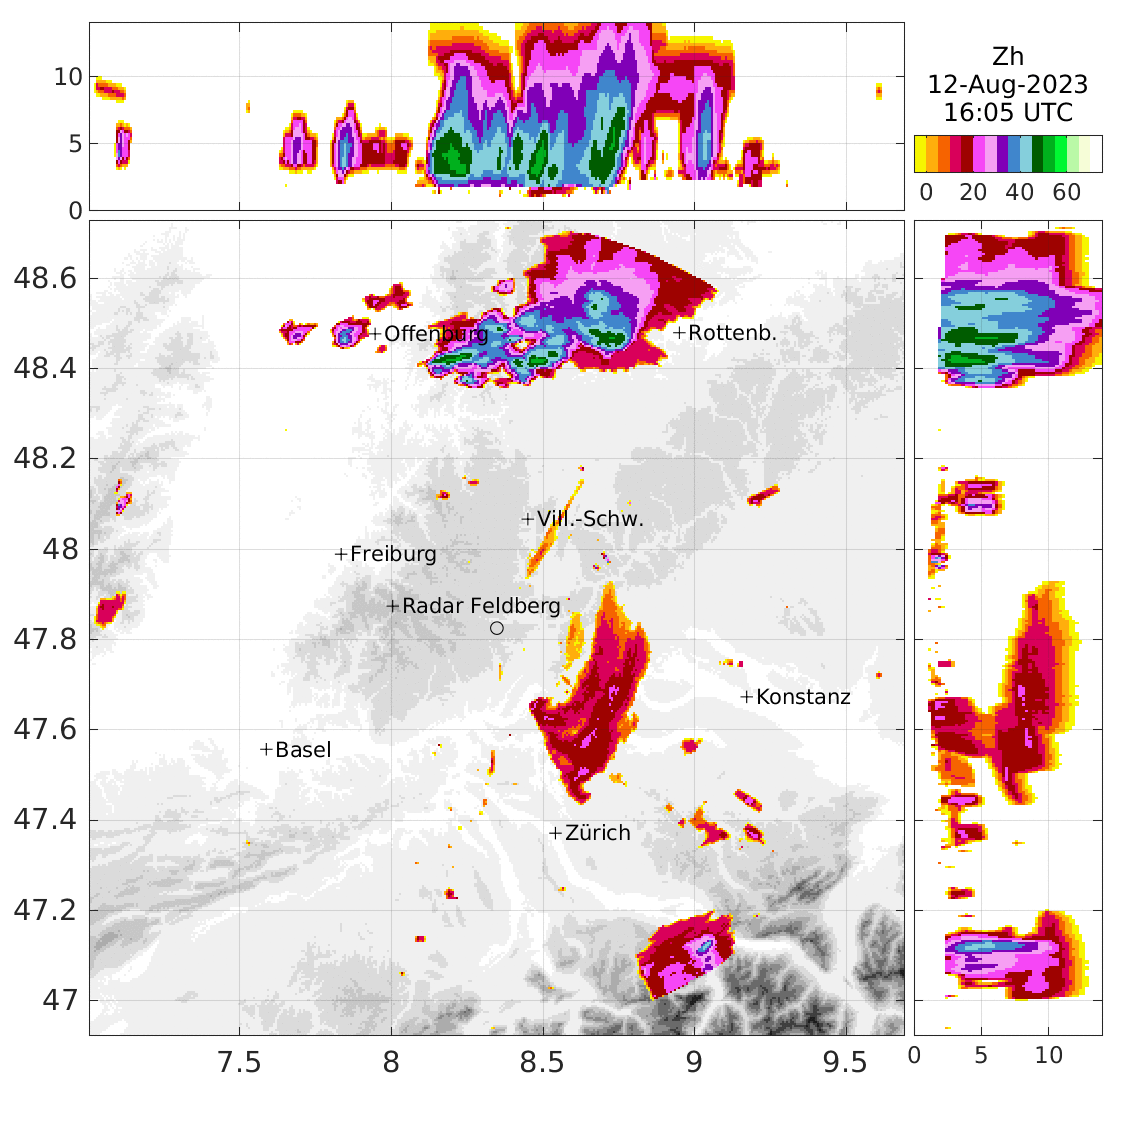 10
5
0
Zh
12-Aug-2023
16:05 UTC
0 20 40 60
48.6
48.4
48.2
48
47.8
47.6
47.4
47.2
47
Offenburg
Rottenb.
Vill.-Schw.
Freiburg
Radar Feldberg
Konstanz
Basel
Zürich
7.5 8 8.5 9 9.5
0 5 10